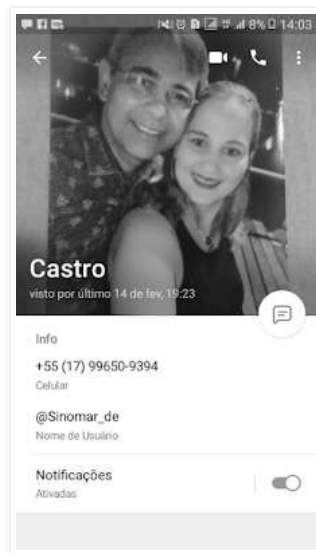 8% 14:03
Castro
visto por último 14 de fev, 19:23
Info
+55 (17) 99650-9394
Celular
@Sinomar_de
Nome de Usuário
Notificações
Ativadas